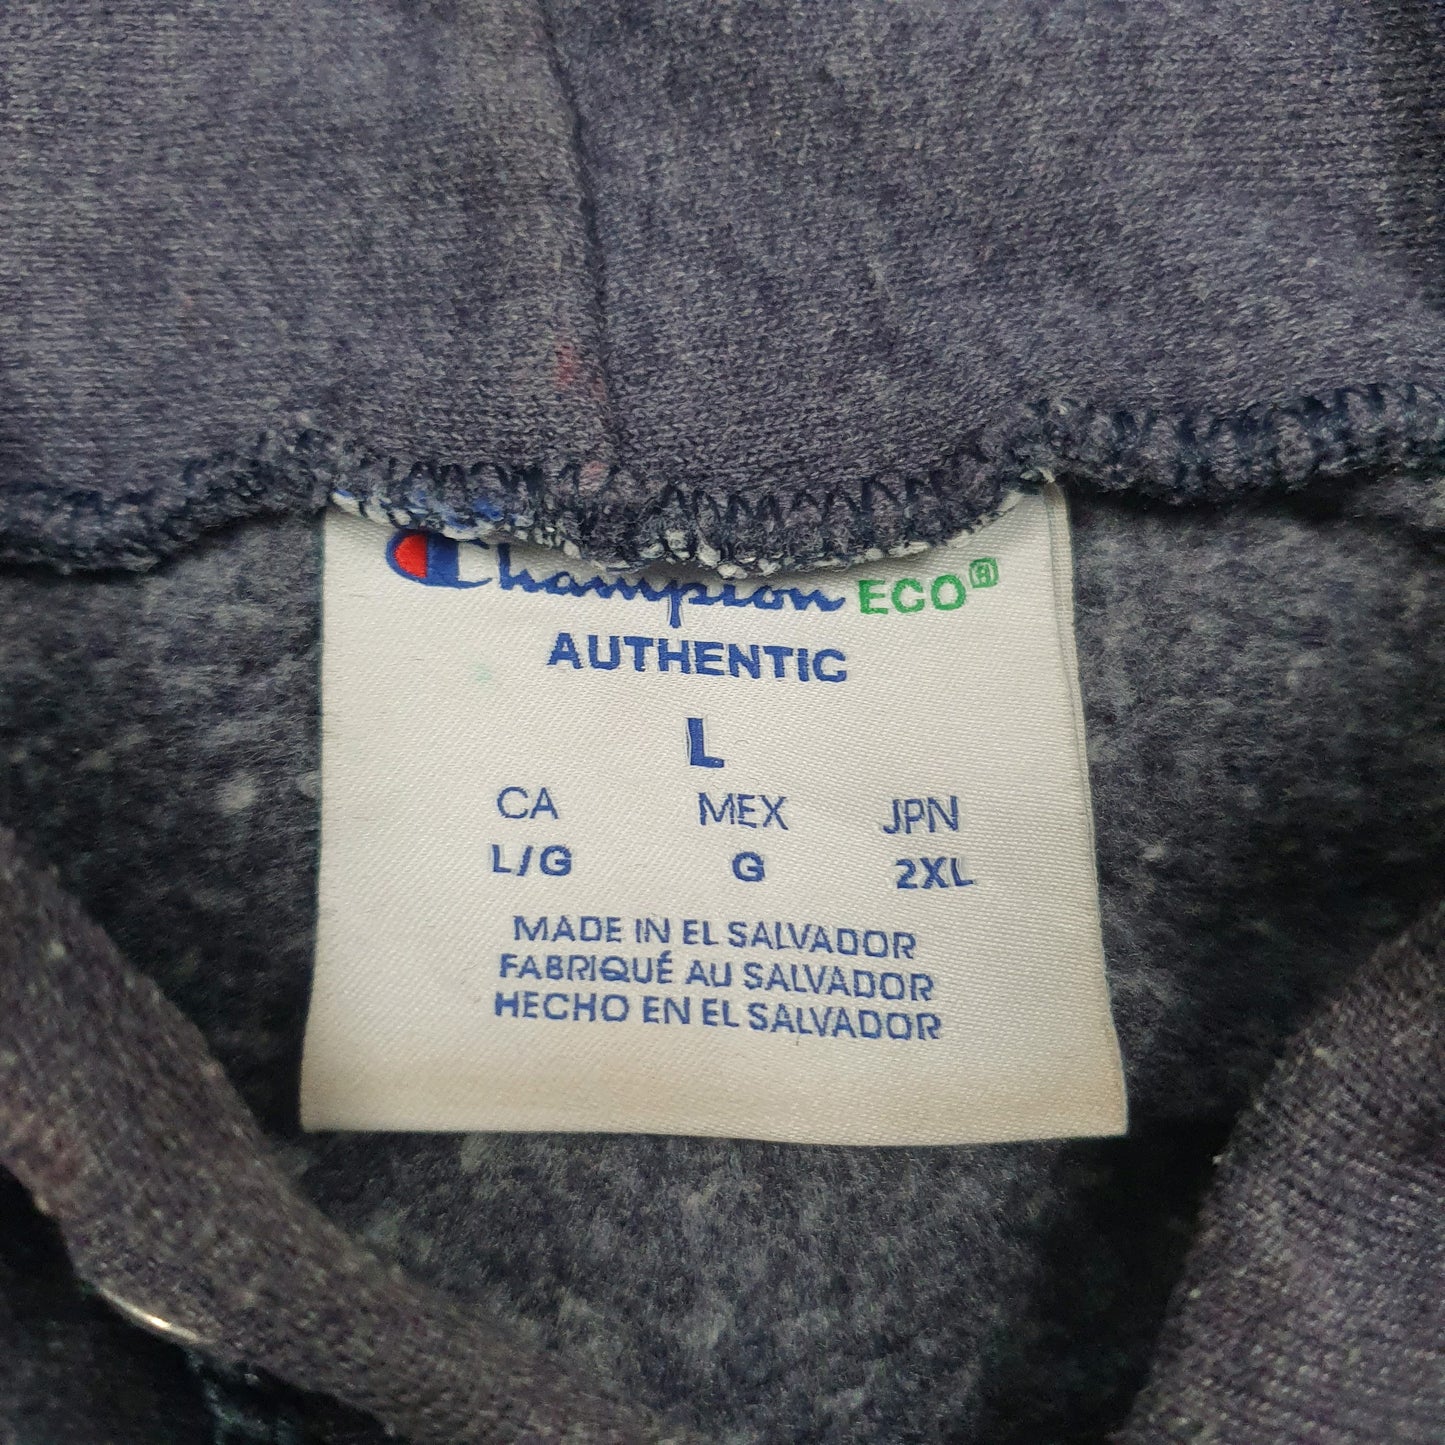 Champion ECO®
AUTHENTIC
L
CA MEX JPN
L/G G 2XL
MADE IN EL SALVADOR
FABRIQUÉ AU SALVADOR
HECHO EN EL SALVADOR